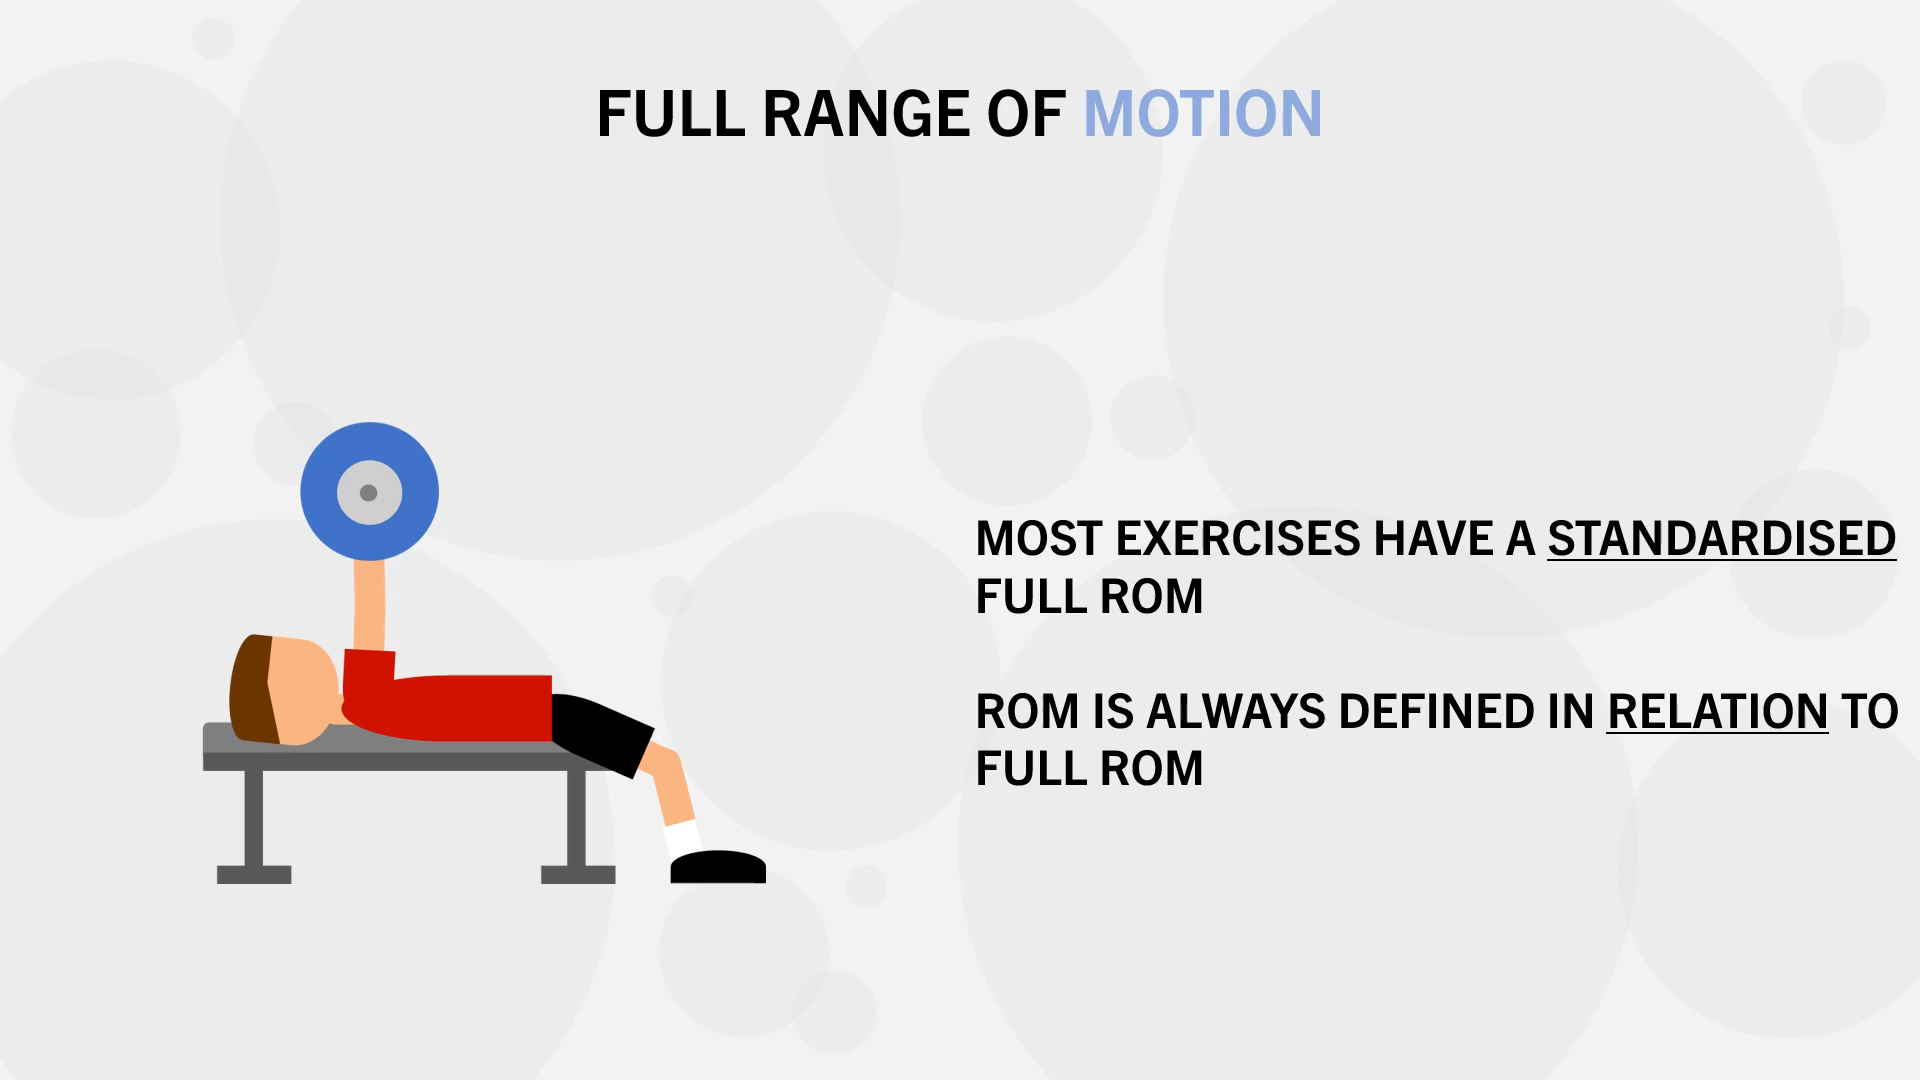 FULL RANGE OF MOTION
MOST EXERCISES HAVE A STANDARDISED
FULL ROM
ROM IS ALWAYS DEFINED IN RELATION TO
FULL ROM